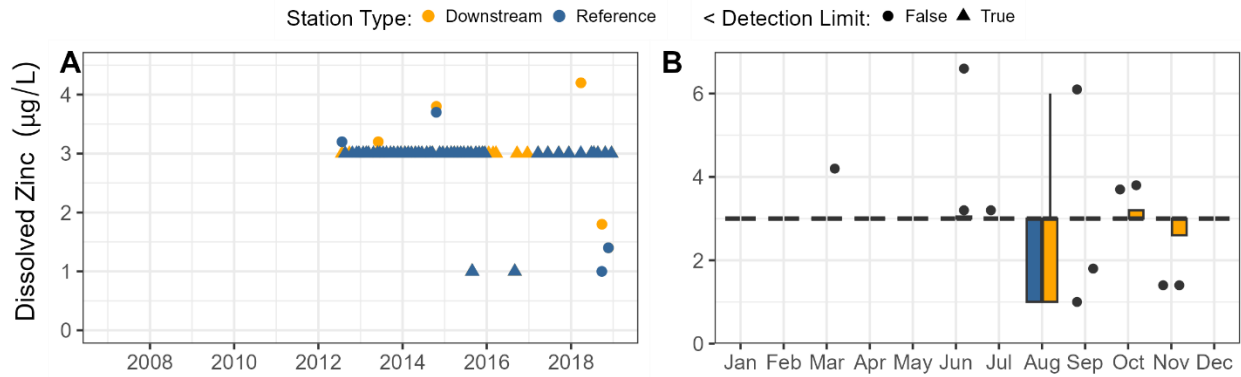 Station Type: Downstream Reference < Detection Limit: False True
A
B
Dissolved Zinc (µg/L)
4
3
2
1
0
2008 2010 2012 2014 2016 2018
6
4
2
0
Jan Feb Mar Apr May Jun Jul Aug Sep Oct Nov Dec